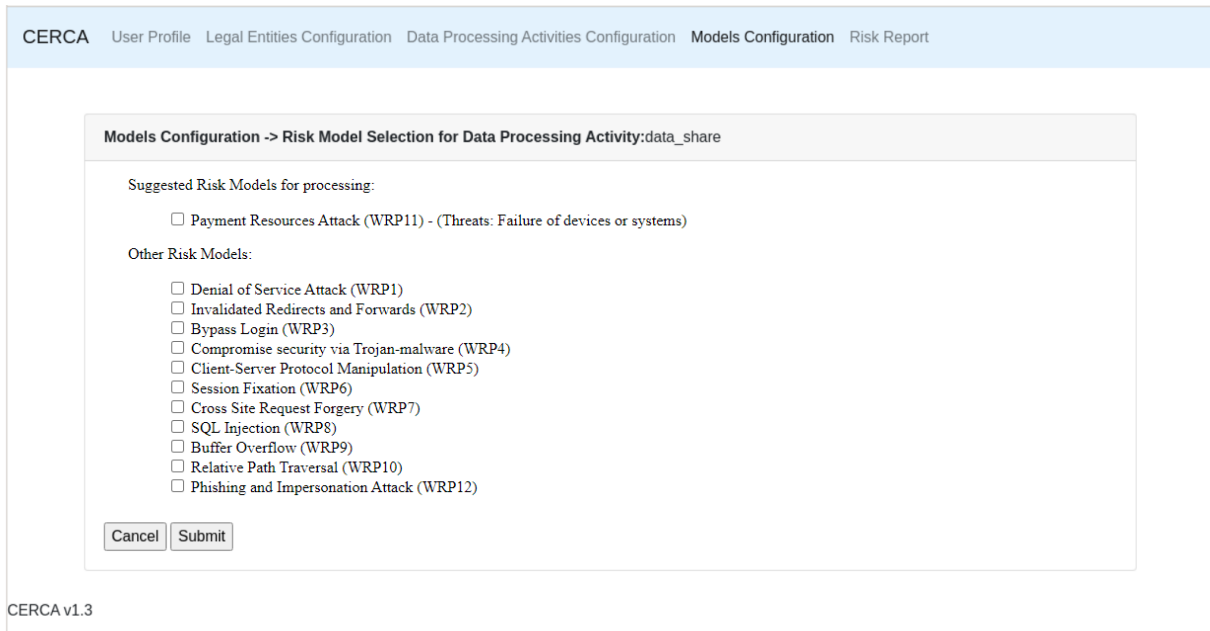 CERCA User Profile Legal Entities Configuration Data Processing Activities Configuration Models Configuration Risk Report
Models Configuration -> Risk Model Selection for Data Processing Activity:data_share
Suggested Risk Models for processing:
Payment Resources Attack (WRP11) - (Threats: Failure of devices or systems)
Other Risk Models:
Denial of Service Attack (WRP1)
Invalidated Redirects and Forwards (WRP2)
Bypass Login (WRP3)
Compromise security via Trojan-malware (WRP4)
Client-Server Protocol Manipulation (WRP5)
Session Fixation (WRP6)
Cross Site Request Forgery (WRP7)
SQL Injection (WRP8)
Buffer Overflow (WRP9)
Relative Path Traversal (WRP10)
Phishing and Impersonation Attack (WRP12)
Cancel Submit
CERCA v1.3